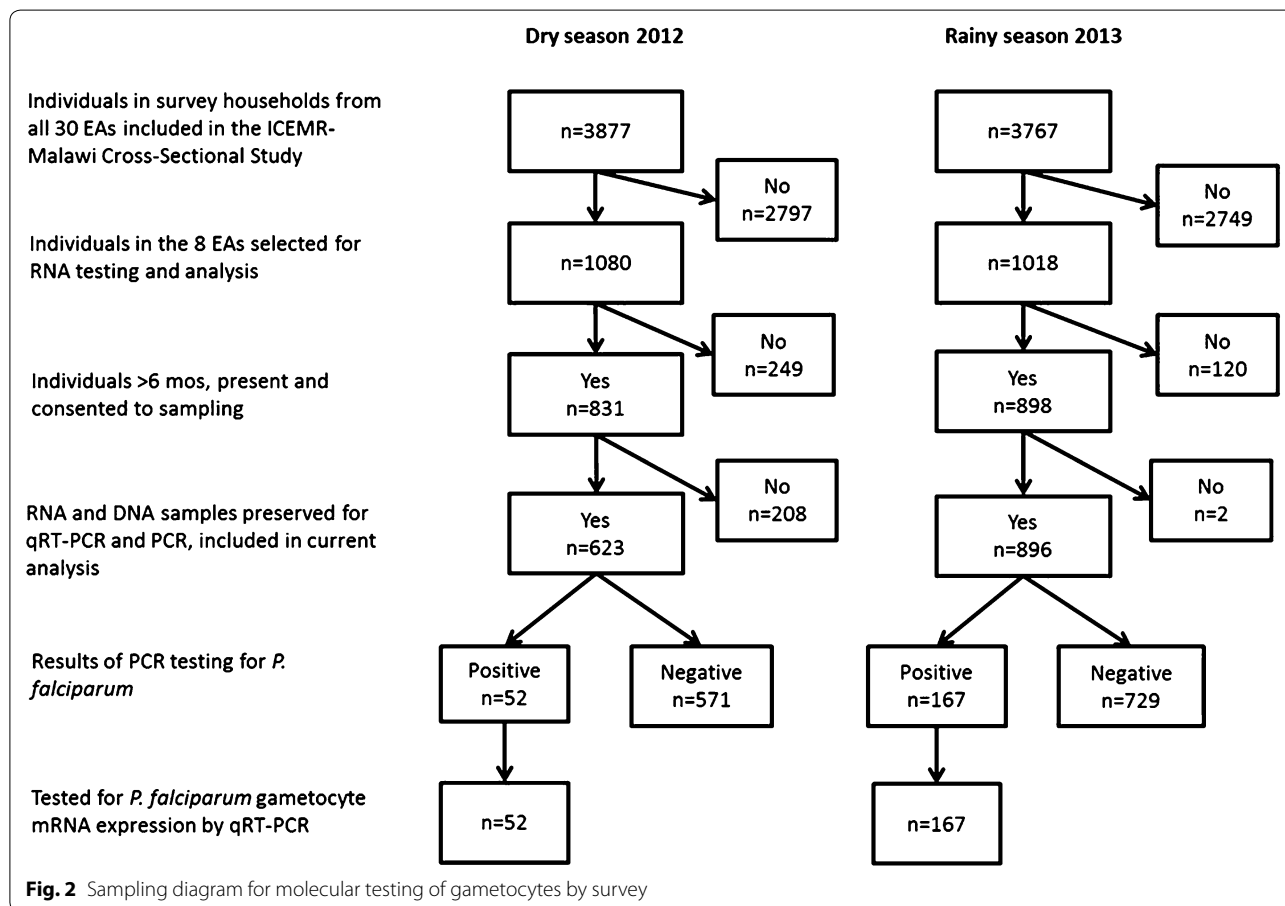 Dry season 2012
Rainy season 2013
Individuals in survey households from
all 30 EAs included in the ICEMR-
Malawi Cross-Sectional Study
n=3877
No
n=2797
n=3767
No
n=2749
Individuals in the 8 EAs selected for
RNA testing and analysis
n=1080
No
n=249
n=1018
No
n=120
Individuals >6 mos, present and
consented to sampling
Yes
n=831
No
n=208
Yes
n=898
No
n=2
RNA and DNA samples preserved for
qRT-PCR and PCR, included in current
analysis
Yes
n=623
Yes
n=896
Results of PCR testing for P.
falciparum
Positive
n=52
Negative
n=571
Positive
n=167
Negative
n=729
Tested for P. falciparum gametocyte
mRNA expression by qRT-PCR
n=52
n=167
Fig. 2 Sampling diagram for molecular testing of gametocytes by survey